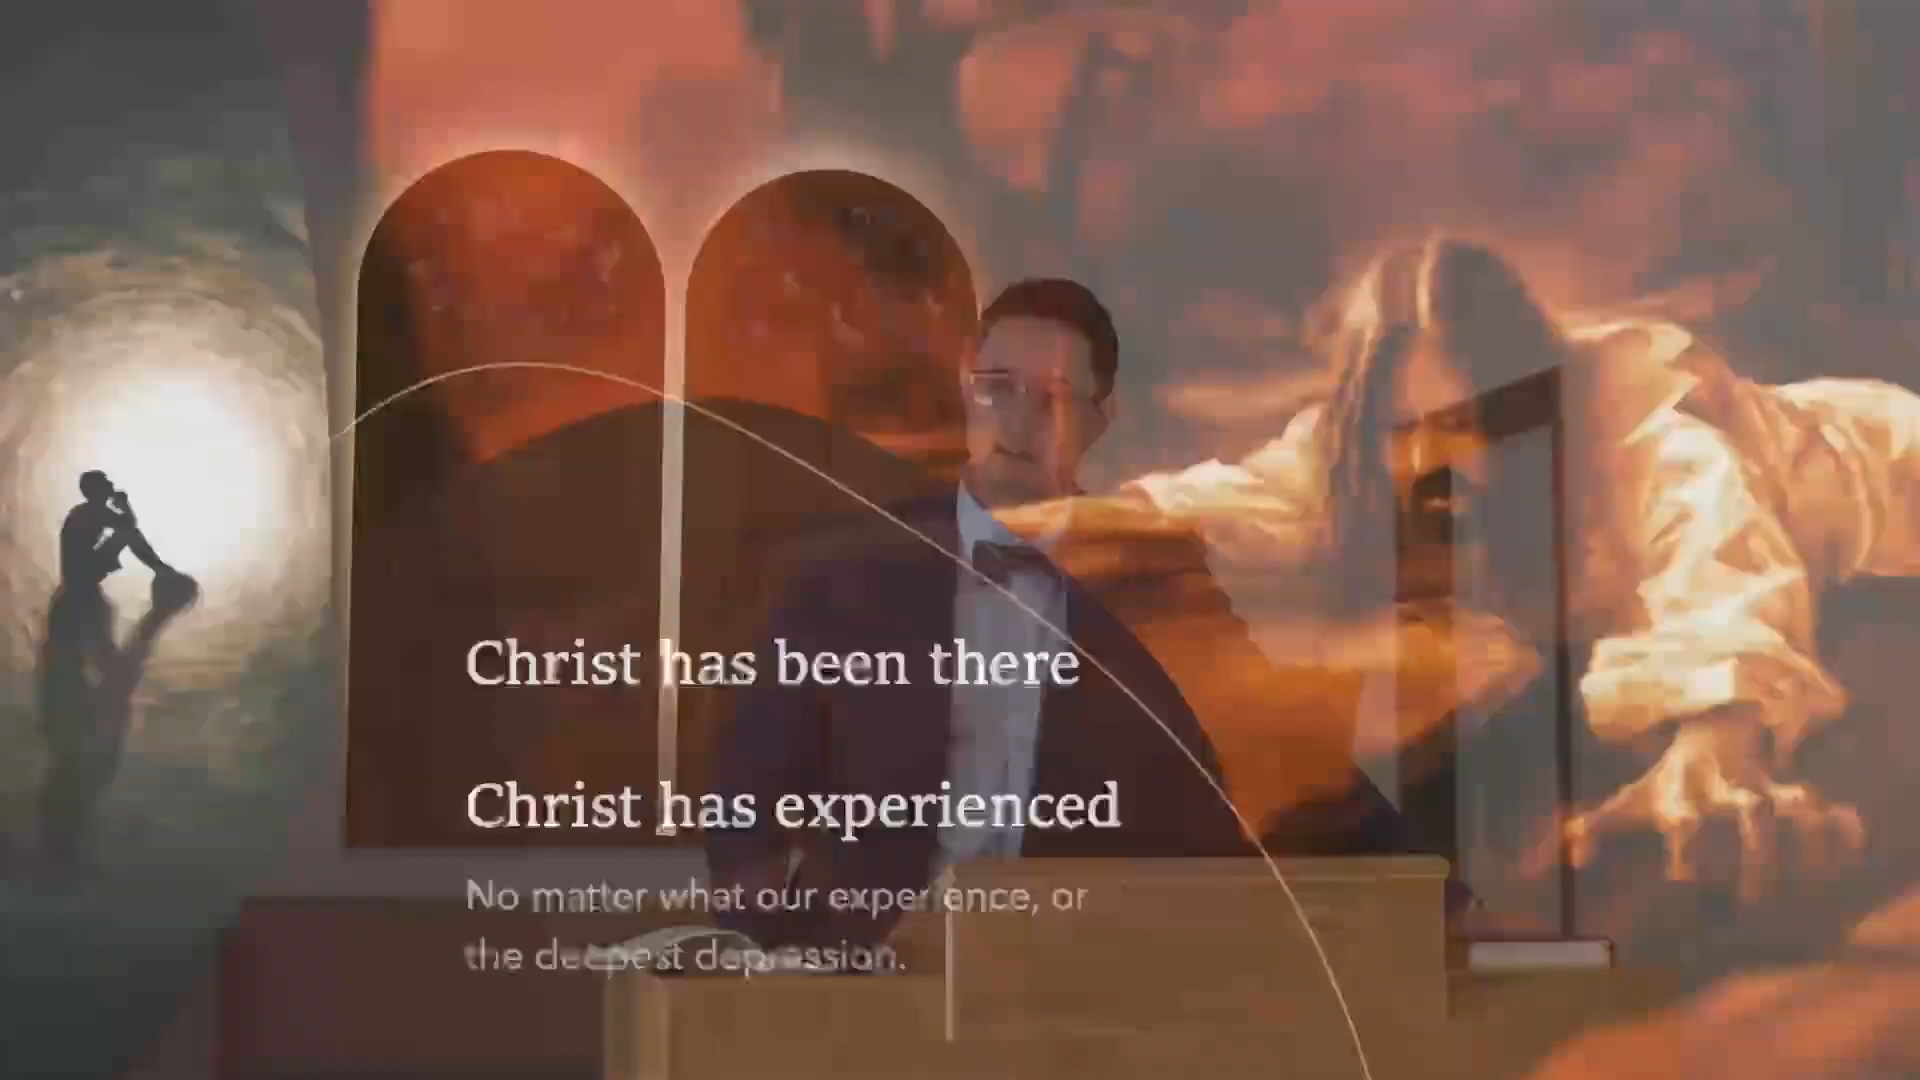 Christ has been there
Christ has experienced
No matter what our experience, or
the deepest depression.